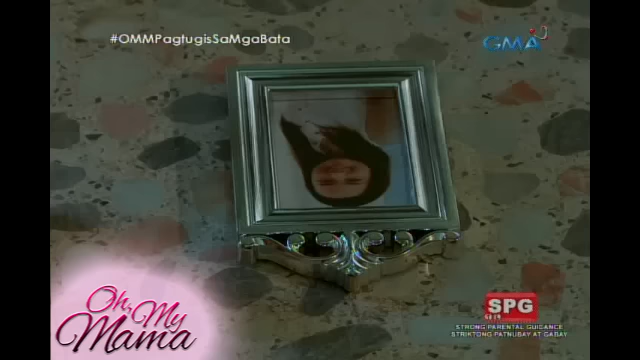 #OMMPagtugisSaMgaBata
GMA
Oh, My
Mama
SPG
STRONG PARENTAL GUIDANCE
STRIKTONG PATNUBAY AT GABAY